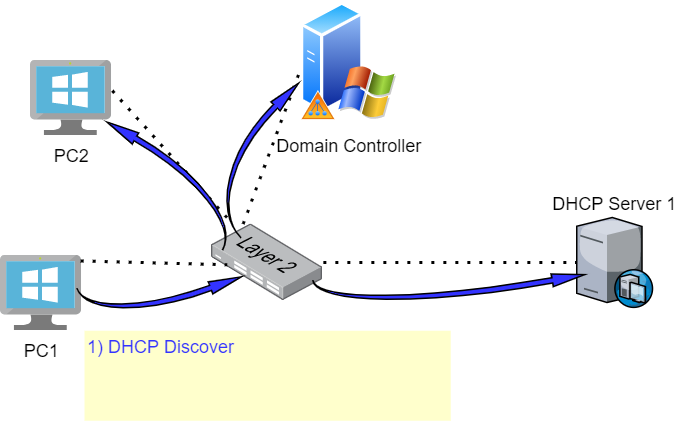 PC2
Domain Controller
DHCP Server 1
Layer 2
PC1
1) DHCP Discover